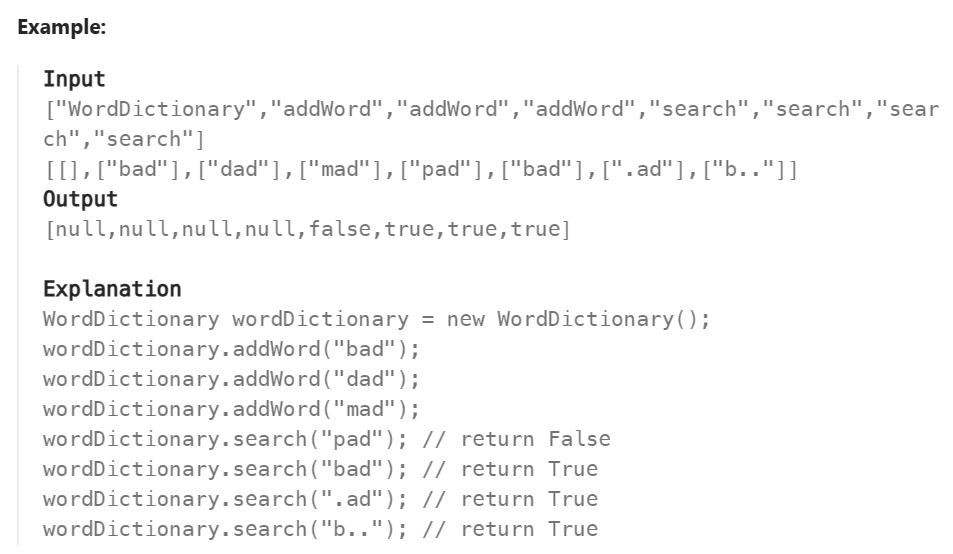 Example:
Input
["WordDictionary","addWord","addWord","addWord","search","search","sear
ch","search"]
[[],["bad"],["dad"],["mad"],["pad"],["bad"],[".ad"],["b.."]]
Output
[null,null,null,null,false,true,true,true]
Explanation
WordDictionary wordDictionary = new WordDictionary();
wordDictionary.addWord("bad");
wordDictionary.addWord("dad");
wordDictionary.addWord("mad");
wordDictionary.search("pad"); // return False
wordDictionary.search("bad"); // return True
wordDictionary.search(".ad"); // return True
wordDictionary.search("b.."); // return True